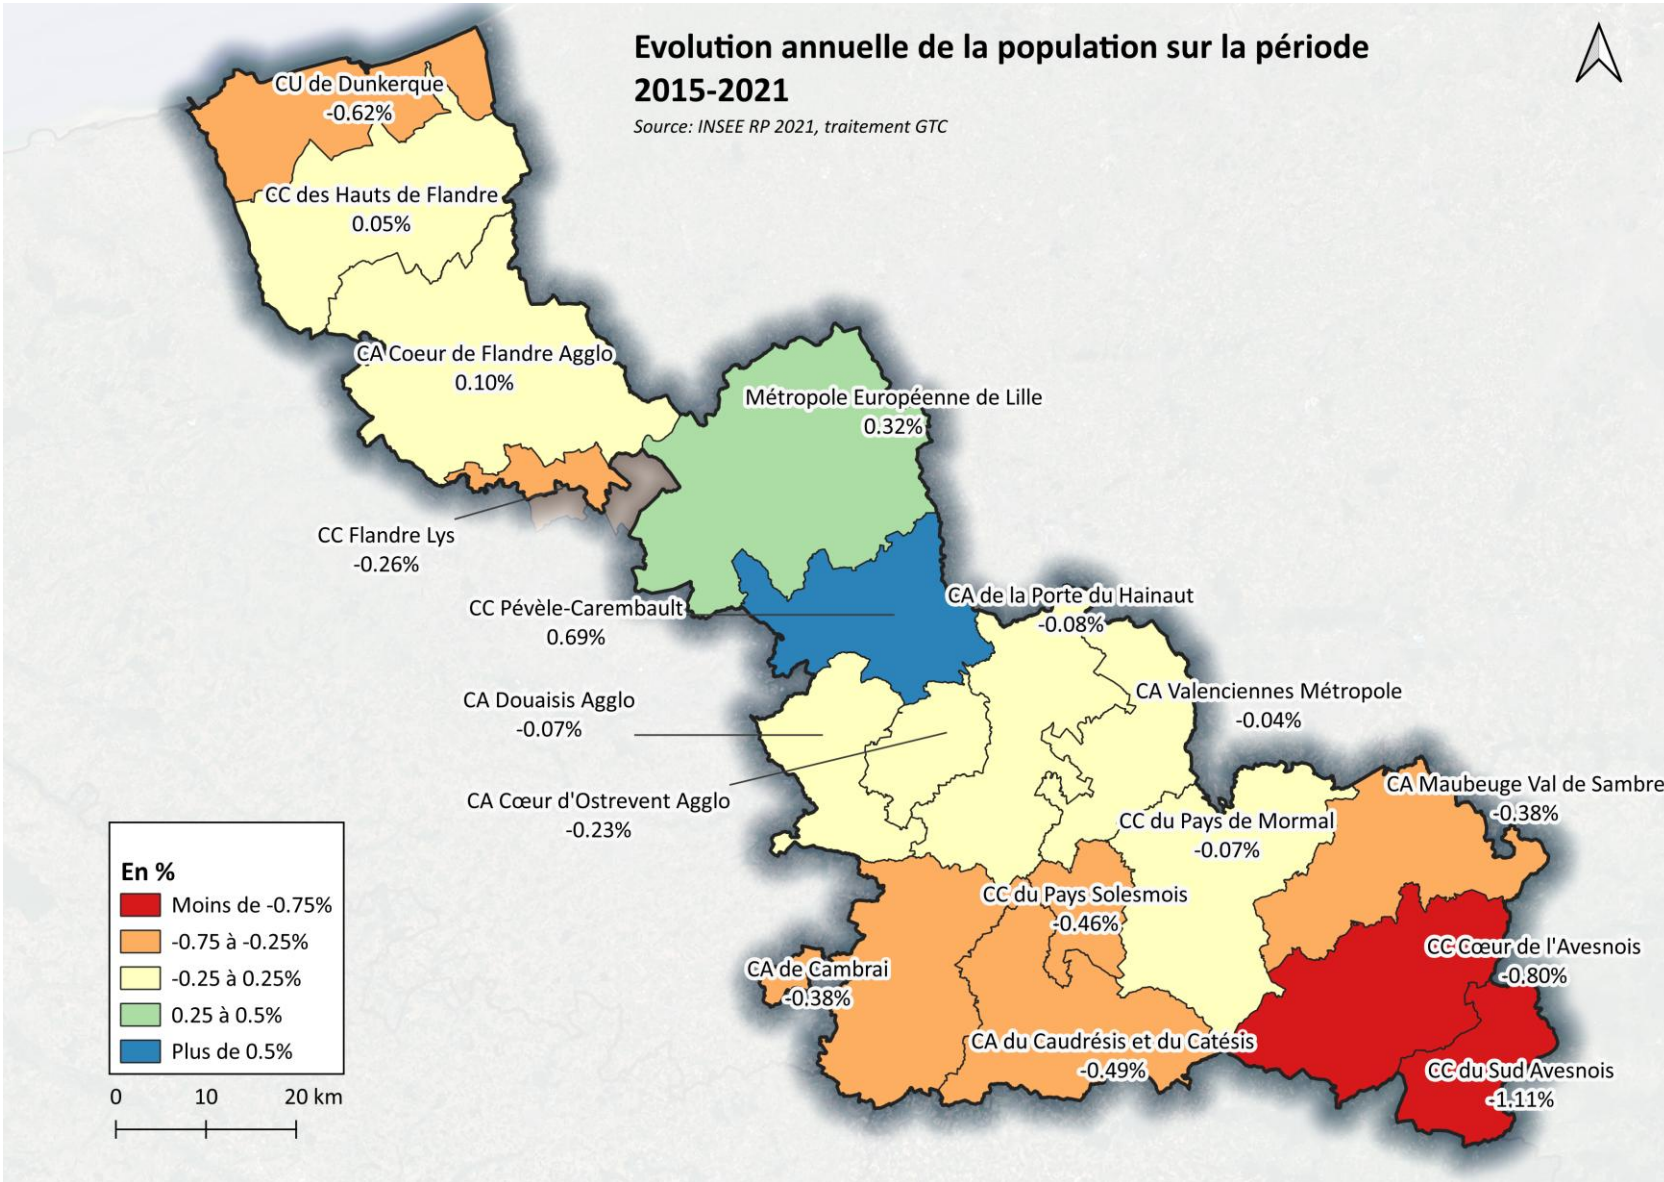 Evolution annuelle de la population sur la période
2015-2021
Source: INSEE RP 2021, traitement GTC
CU de Dunkerque
-0.62%
CC des Hauts de Flandre
0.05%
CA Coeur de Flandre Agglo
0.10%
Métropole Européenne de Lille
0.32%
CC Flandre Lys
-0.26%
CC Pévèle-Carembault
0.69%
CA de la Porte du Hainaut
-0.08%
CA Douaisis Agglo
-0.07%
CA Valenciennes Métropole
-0.04%
CA Cœur d'Ostrevent Agglo
-0.23%
CA Maubeuge Val de Sambre
-0.38%
CC du Pays de Mormal
-0.07%
CC du Pays Solesmois
-0.46%
CC Cœur de l'Avesnois
-0.80%
CA de Cambrai
-0.38%
CA du Caudrésis et du Catésis
-0.49%
CC du Sud Avesnois
-1.11%
En %
Moins de -0.75%
-0.75 à -0.25%
-0.25 à 0.25%
0.25 à 0.5%
Plus de 0.5%
0 10 20 km